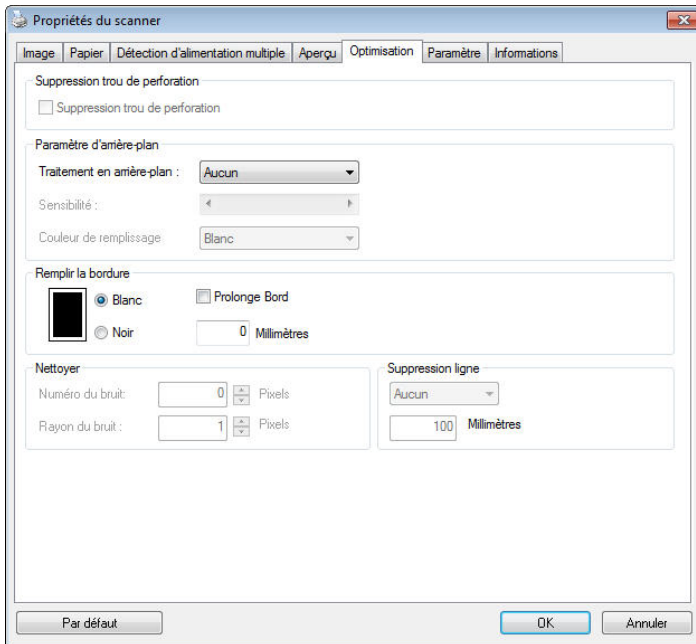 Propriétés du scanner
Image Papier Détection d'alimentation multiple Aperçu Optimisation Paramètre Informations
Suppression trou de perforation
Suppression trou de perforation
Paramètre d'arrière-plan
Traitement en arrière-plan : Aucun
Sensibilité :
Couleur de remplissage Blanc
Remplir la bordure
Blanc Prolonge Bord
Noir 0 Millimètres
Nettoyer Suppression ligne
Numéro du bruit: 0 Pixels Aucun
Rayon du bruit : 1 Pixels 100 Millimètres
Par défaut OK Annuler